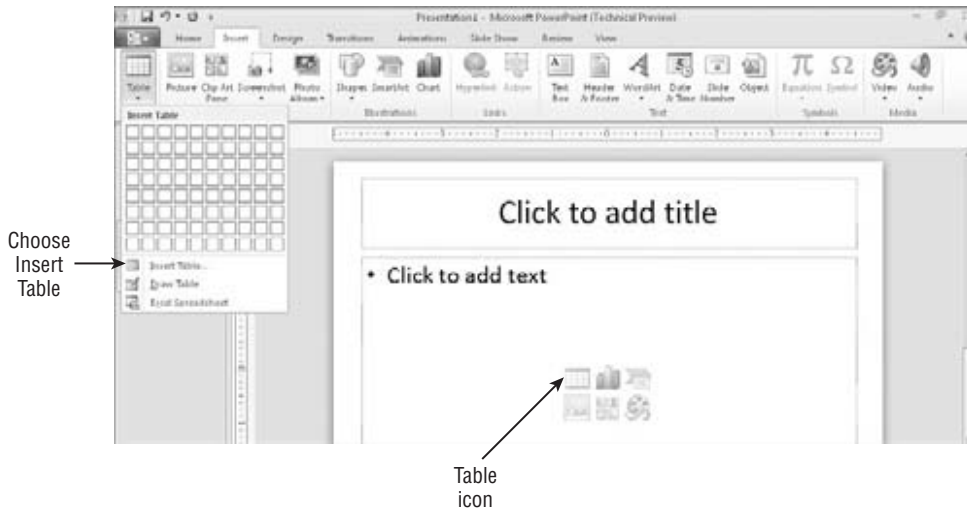 Presentation1 - Microsoft PowerPoint (Technical Preview)
Home Insert Design Transitions Animations Slide Show Review View
Table Picture Clip Art Screenshot Photo Shapes SmartArt Chart Hyperlink Action Text Header WordArt Date Slide Object Equation Symbol Video Audio
Pane Album Box & Footer & Time Number
Illustrations Links Text Symbols Media
Insert Table
Click to add title
Choose
Insert
Table
Insert Table...
Draw Table
Excel Spreadsheet
• Click to add text
Table
icon